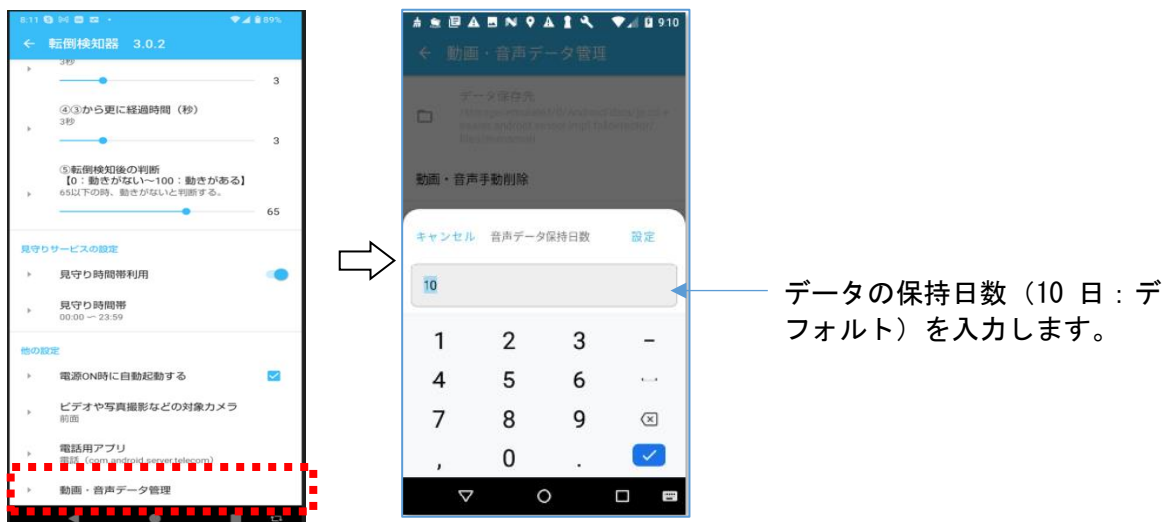 8:11
89%
転倒検知器 3.0.2
3秒
3
④③から更に経過時間（秒）
3秒
3
⑤転倒検知後の判断
【0：動きがない～100：動きがある】
65以下の時、動きがないと判断する。
65
見守りサービスの設定
見守り時間帯利用
見守り時間帯
00:00 ～ 23:59
他の設定
電源ON時に自動起動する
ビデオや写真撮影などの対象カメラ
前面
電話用アプリ
電話（com.android.server.telecom）
動画・音声データ管理
9:10
動画・音声データ管理
データ保存先
動画・音声手動削除
キャンセル 音声データ保持日数 設定
10
1 2 3 −
4 5 6
7 8 9
, 0 .
データの保持日数（10 日：デ
フォルト）を入力します。